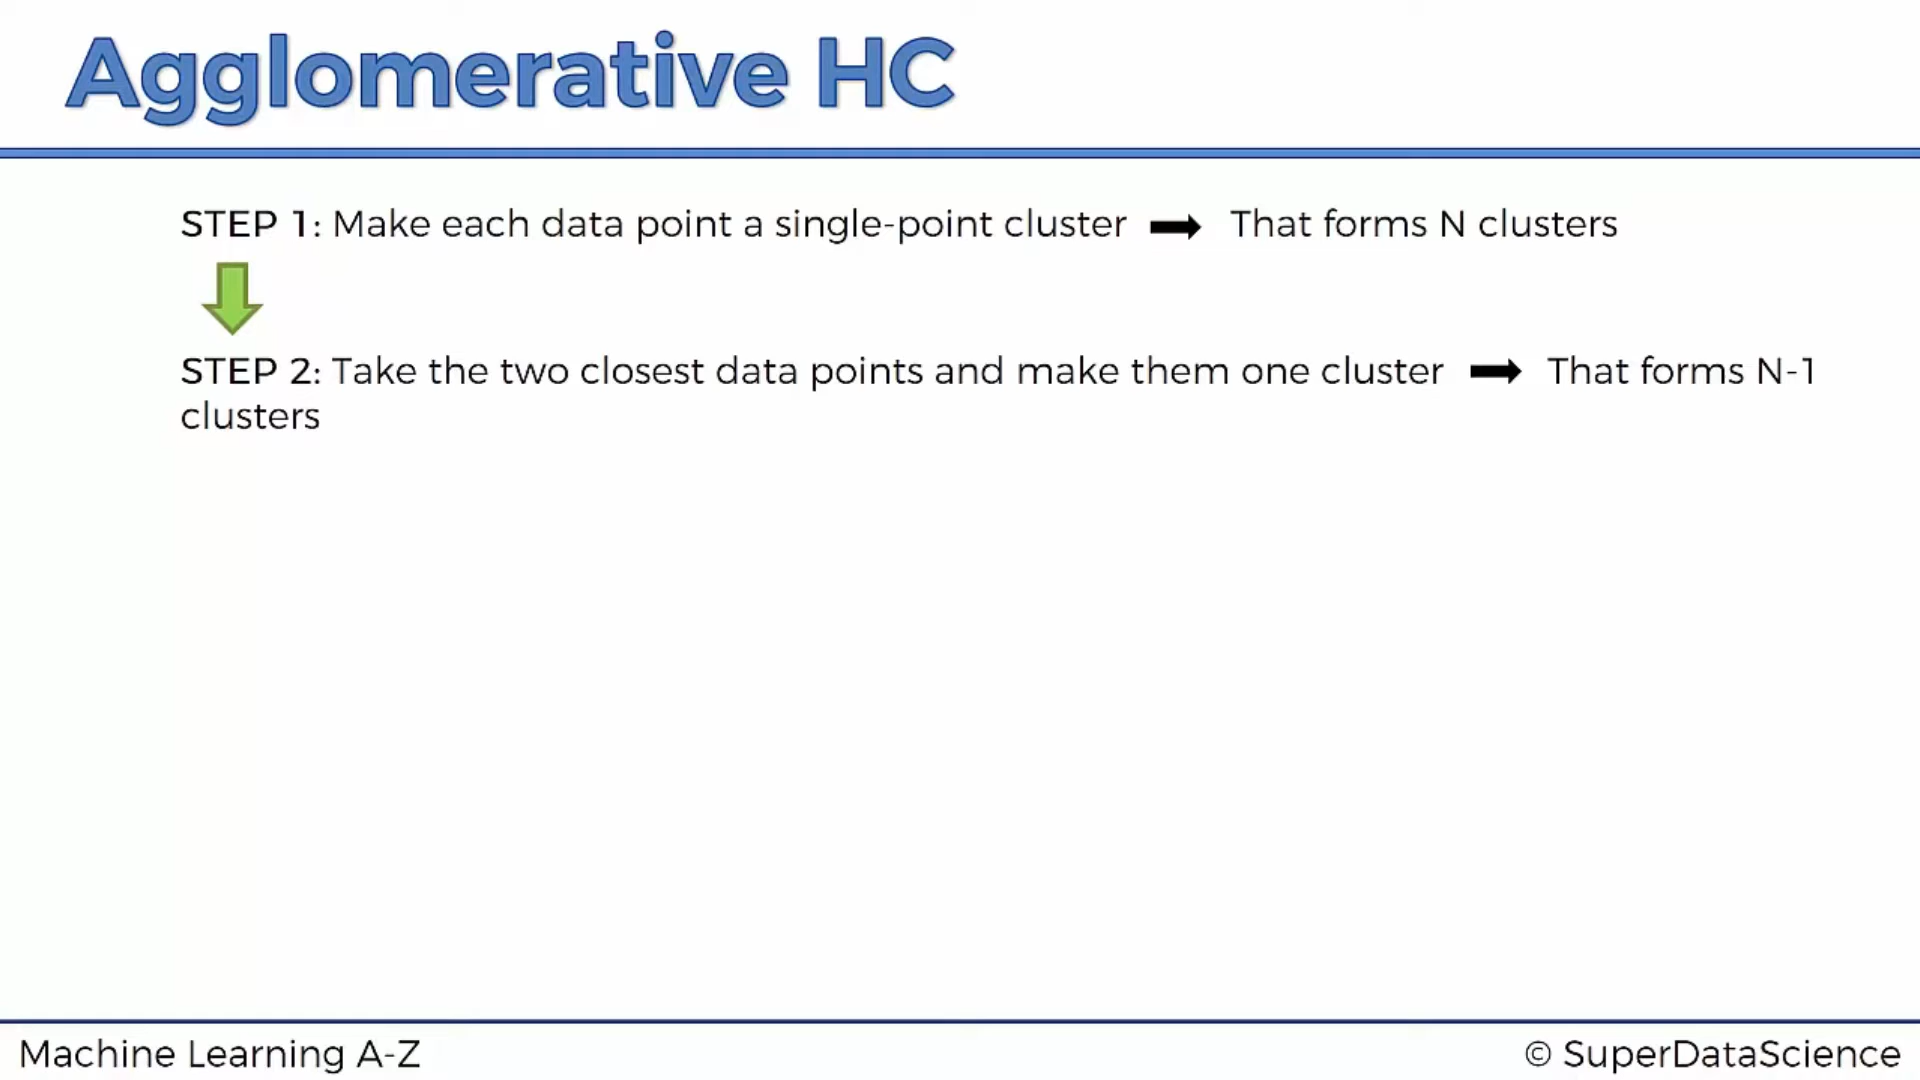 Agglomerative HC
STEP 1: Make each data point a single-point cluster ➡ That forms N clusters
STEP 2: Take the two closest data points and make them one cluster ➡ That forms N-1
clusters
Machine Learning A-Z
© SuperDataScience